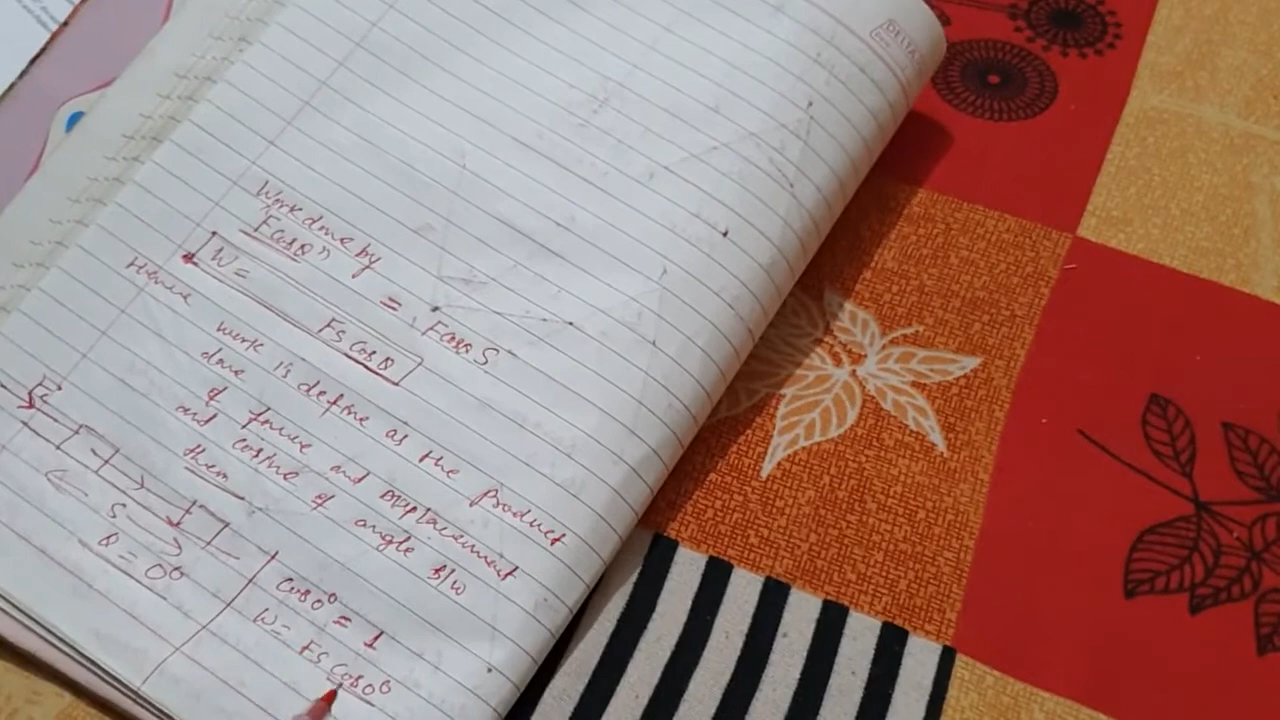 DELTA
Work done by
"Fcosθ"
= Fcosθ S
W = Fs Cosθ
Hence work is define as the product
done of force and displacement
and cosine of angle B/w
them
F
S
θ = 0°
Cos0° = 1
W = Fs Cos0°